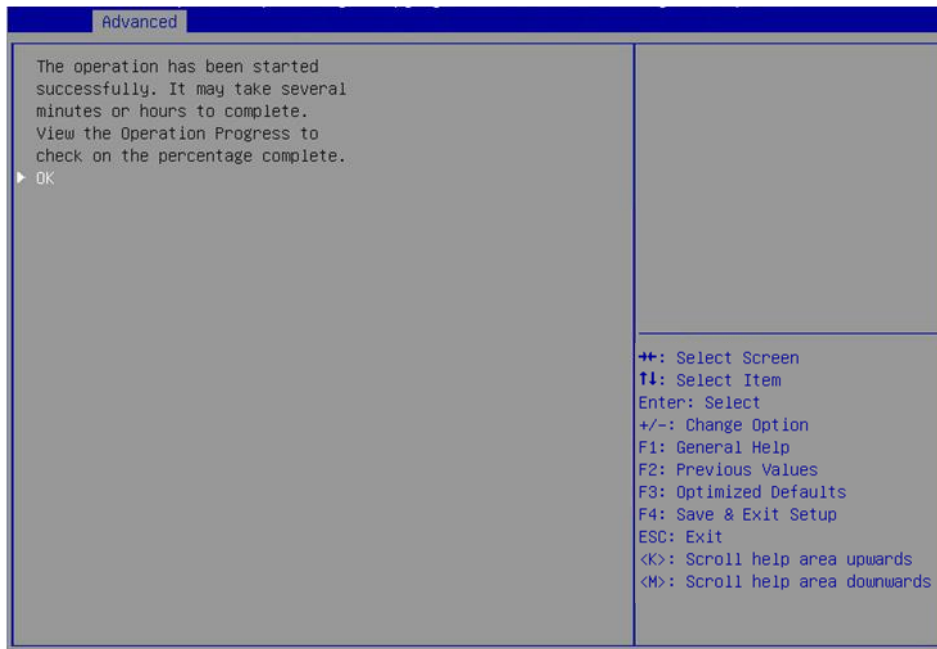 Advanced
The operation has been started
successfully. It may take several
minutes or hours to complete.
View the Operation Progress to
check on the percentage complete.
OK
→←: Select Screen
↑↓: Select Item
Enter: Select
+/-: Change Option
F1: General Help
F2: Previous Values
F3: Optimized Defaults
F4: Save & Exit Setup
ESC: Exit
<K>: Scroll help area upwards
<M>: Scroll help area downwards